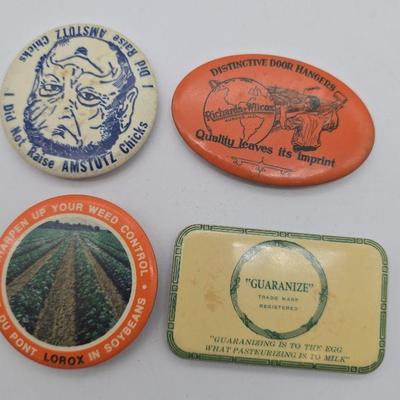 I Did Raise AMSTUTZ Chicks
I Did Not Raise AMSTUTZ Chicks
DISTINCTIVE DOOR HANGERS
Richards-Wilcox
Quality leaves its Imprint
SHARPEN UP YOUR WEED CONTROL
DU PONT LOROX IN SOYBEANS
"GUARANIZE"
TRADE MARK
REGISTERED
"GUARANIZING IS TO THE EGG
WHAT PASTEURIZING IS TO MILK"